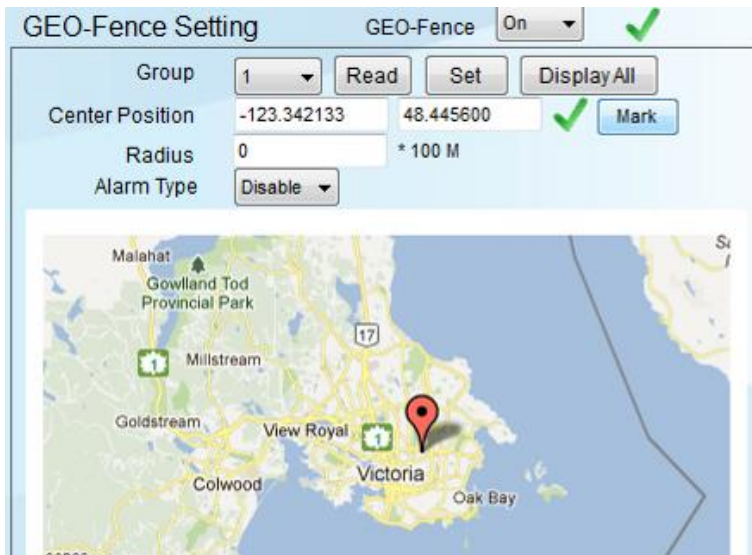 GEO-Fence Setting GEO-Fence On
Group 1 Read Set Display All
Center Position -123.342133 48.445600 Mark
Radius 0 * 100 M
Alarm Type Disable
Malahat
Gowlland Tod
Provincial Park
17
1 Millstream
Goldstream
View Royal 1
Colwood Victoria
Oak Bay